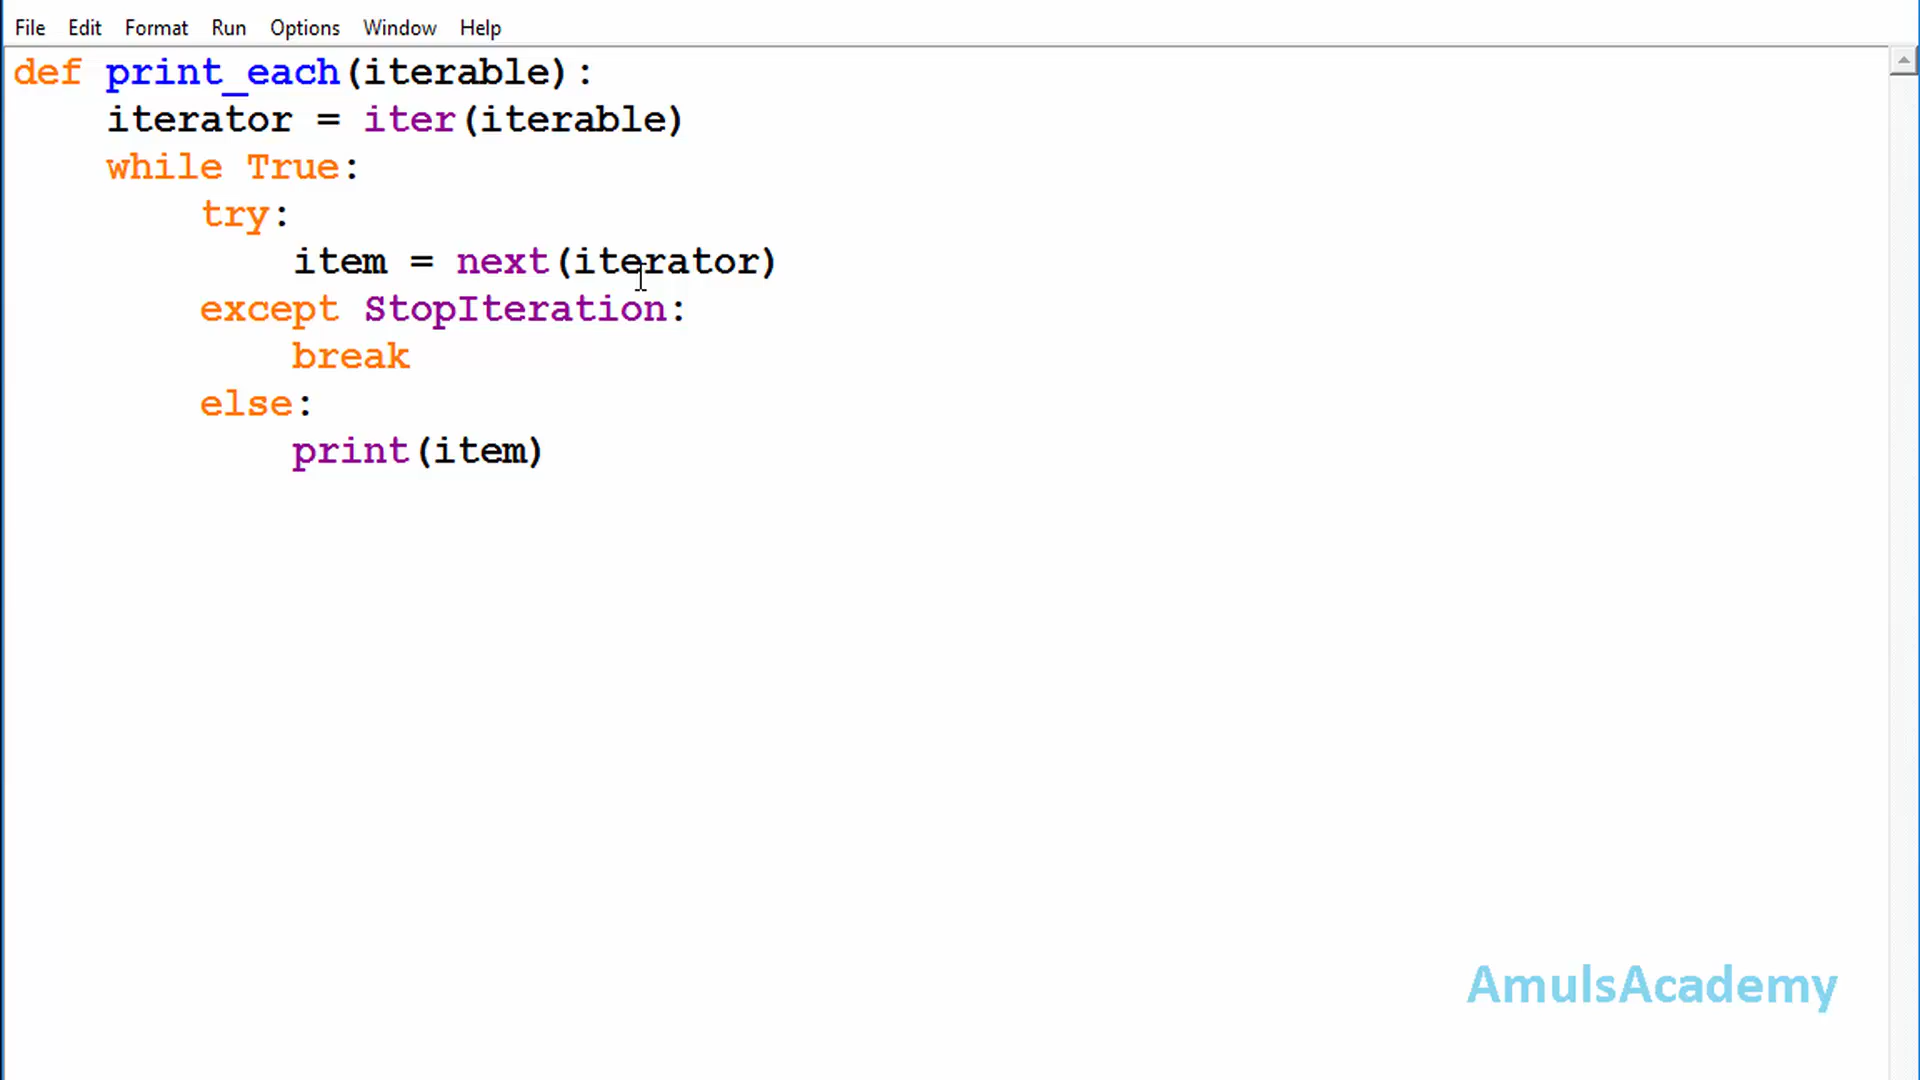 File Edit Format Run Options Window Help
def print_each(iterable):
    iterator = iter(iterable)
    while True:
        try:
            item = next(iterator)
        except StopIteration:
            break
        else:
            print(item)
AmulsAcademy